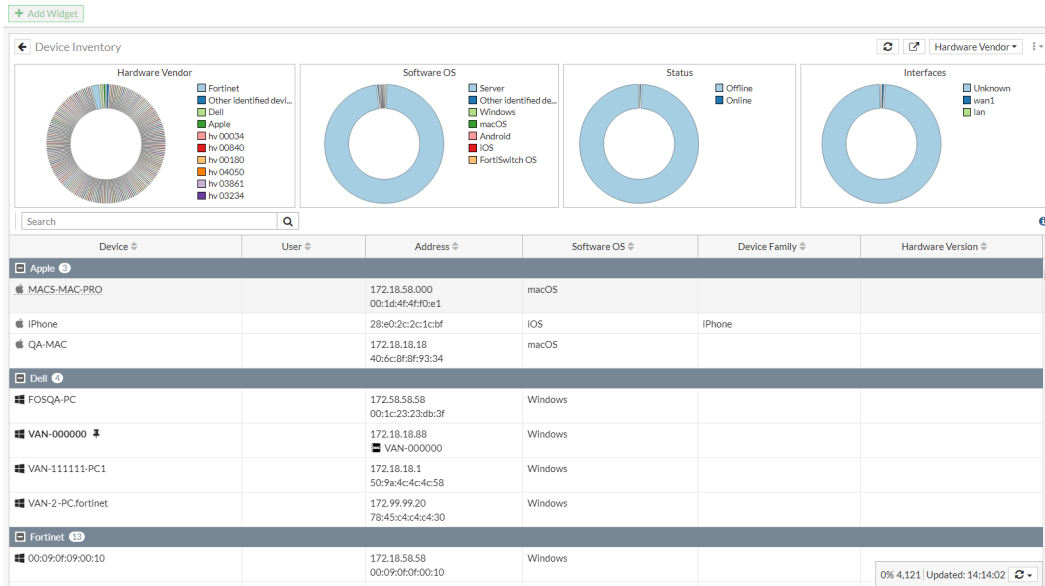 + Add Widget
Device Inventory
Hardware Vendor
Hardware Vendor
Fortinet
Other identified devi...
Dell
Apple
hv 00034
hv 00840
hv 00180
hv 04050
hv 03861
hv 03234
Software OS
Server
Other identified de...
Windows
macOS
Android
iOS
FortiSwitch OS
Status
Offline
Online
Interfaces
Unknown
wan1
lan
Search
Device User Address Software OS Device Family Hardware Version
Apple 3
MACS-MAC-PRO 172.18.58.000 macOS
00:1d:4f:4f:f0:e1
iPhone 28:e0:2c:2c:1c:bf iOS iPhone
QA-MAC 172.18.18.18 macOS
40:6c:8f:8f:93:34
Dell 4
FOSQA-PC 172.58.58.58 Windows
00:1c:23:23:db:3f
VAN-000000 172.18.18.88 Windows
VAN-000000
VAN-111111-PC1 172.18.18.1 Windows
50:9a:4c:4c:4c:58
VAN-2-PC.fortinet 172.99.99.20 Windows
78:45:c4:c4:c4:30
Fortinet 13
00:09:0f:09:00:10 172.18.58.58 Windows
00:09:0f:0f:00:10
0% 4,121 Updated: 14:14:02